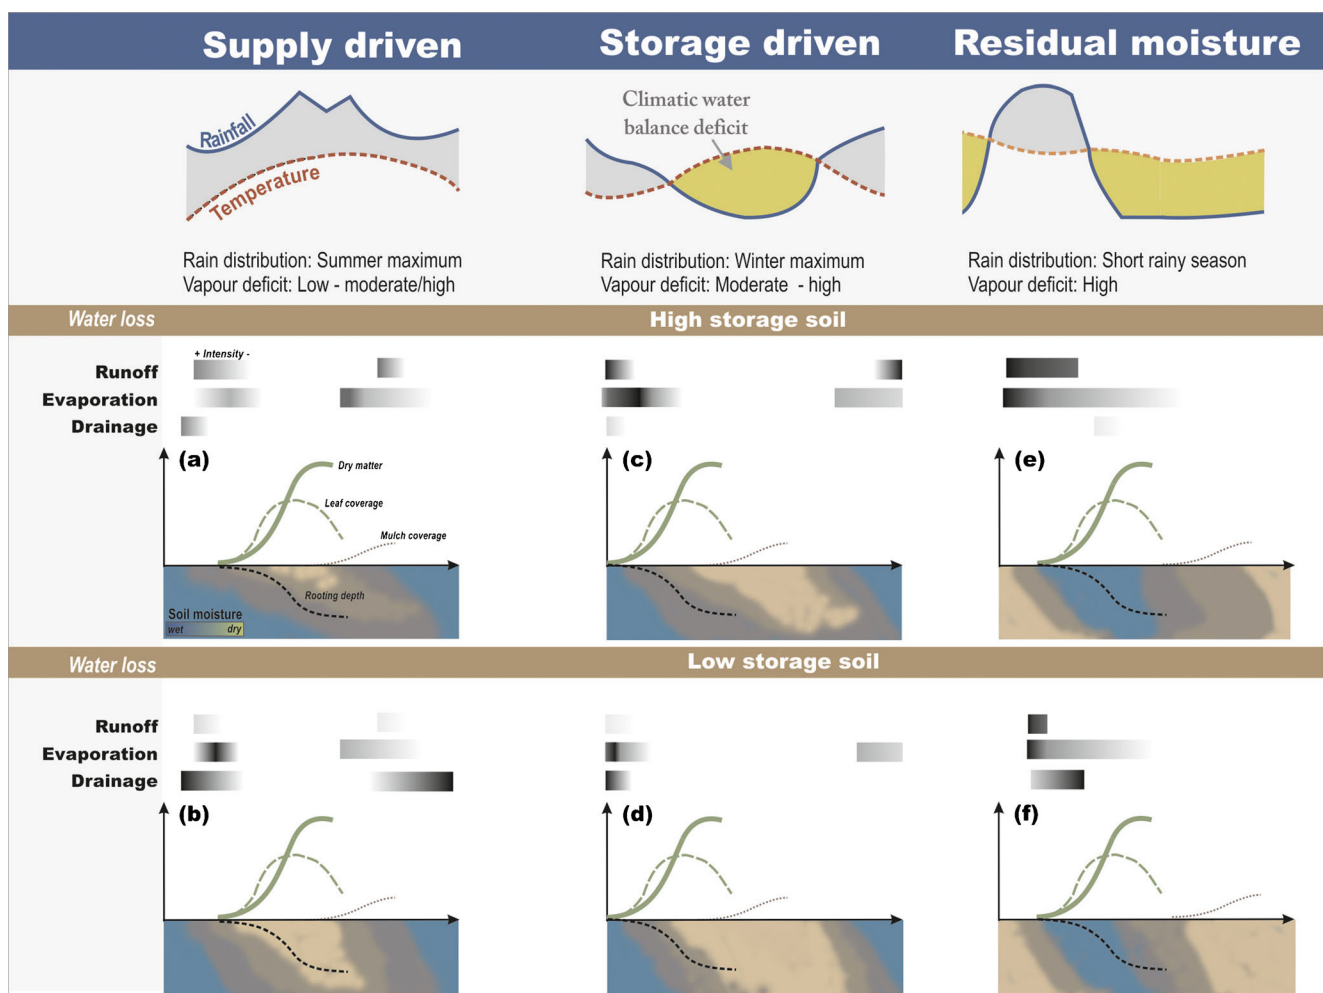 Supply driven
Storage driven
Residual moisture
Rainfall
Temperature
Climatic water
balance deficit
Rain distribution: Summer maximum
Vapour deficit: Low - moderate/high
Rain distribution: Winter maximum
Vapour deficit: Moderate - high
Rain distribution: Short rainy season
Vapour deficit: High
Water loss
High storage soil
+ Intensity -
Runoff
Evaporation
Drainage
(a)
Dry matter
Leaf coverage
Mulch coverage
Rooting depth
Soil moisture
wet
dry
(c)
(e)
Water loss
Low storage soil
Runoff
Evaporation
Drainage
(b)
(d)
(f)